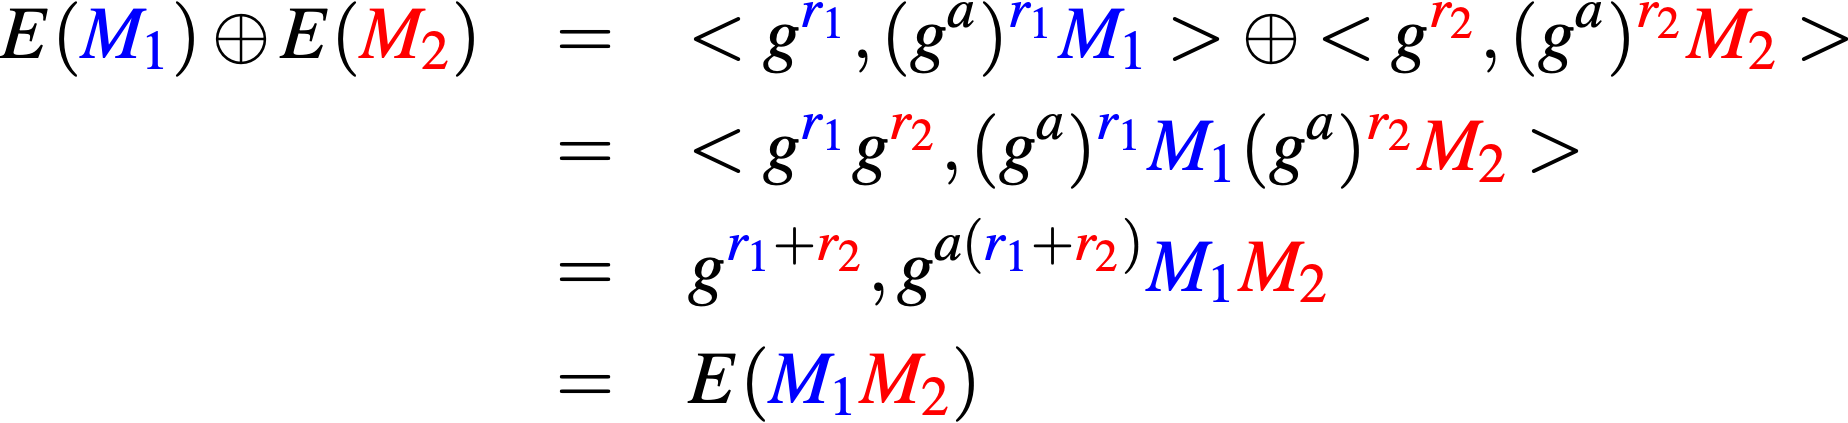 E(M₁) ⊕ E(M₂) = < g^{r₁}, (g^a)^{r₁} M₁ > ⊕ < g^{r₂}, (g^a)^{r₂} M₂ >
= < g^{r₁} g^{r₂}, (g^a)^{r₁} M₁ (g^a)^{r₂} M₂ >
= g^{r₁+r₂}, g^{a(r₁+r₂)} M₁ M₂
= E(M₁ M₂)